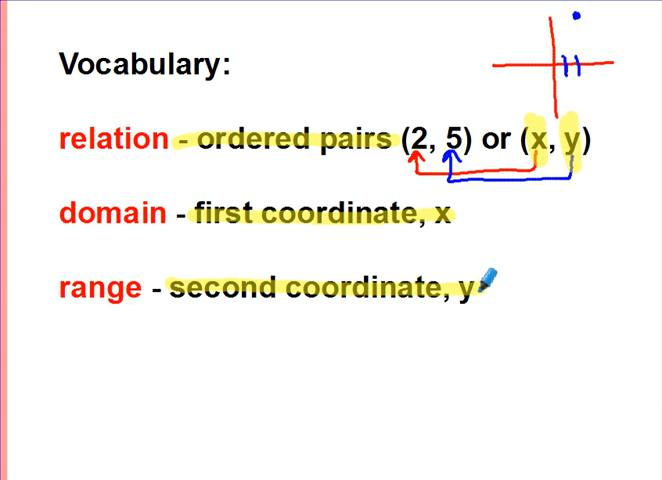 Vocabulary:
relation - ordered pairs (2, 5) or (x, y)
domain - first coordinate, x
range - second coordinate, y